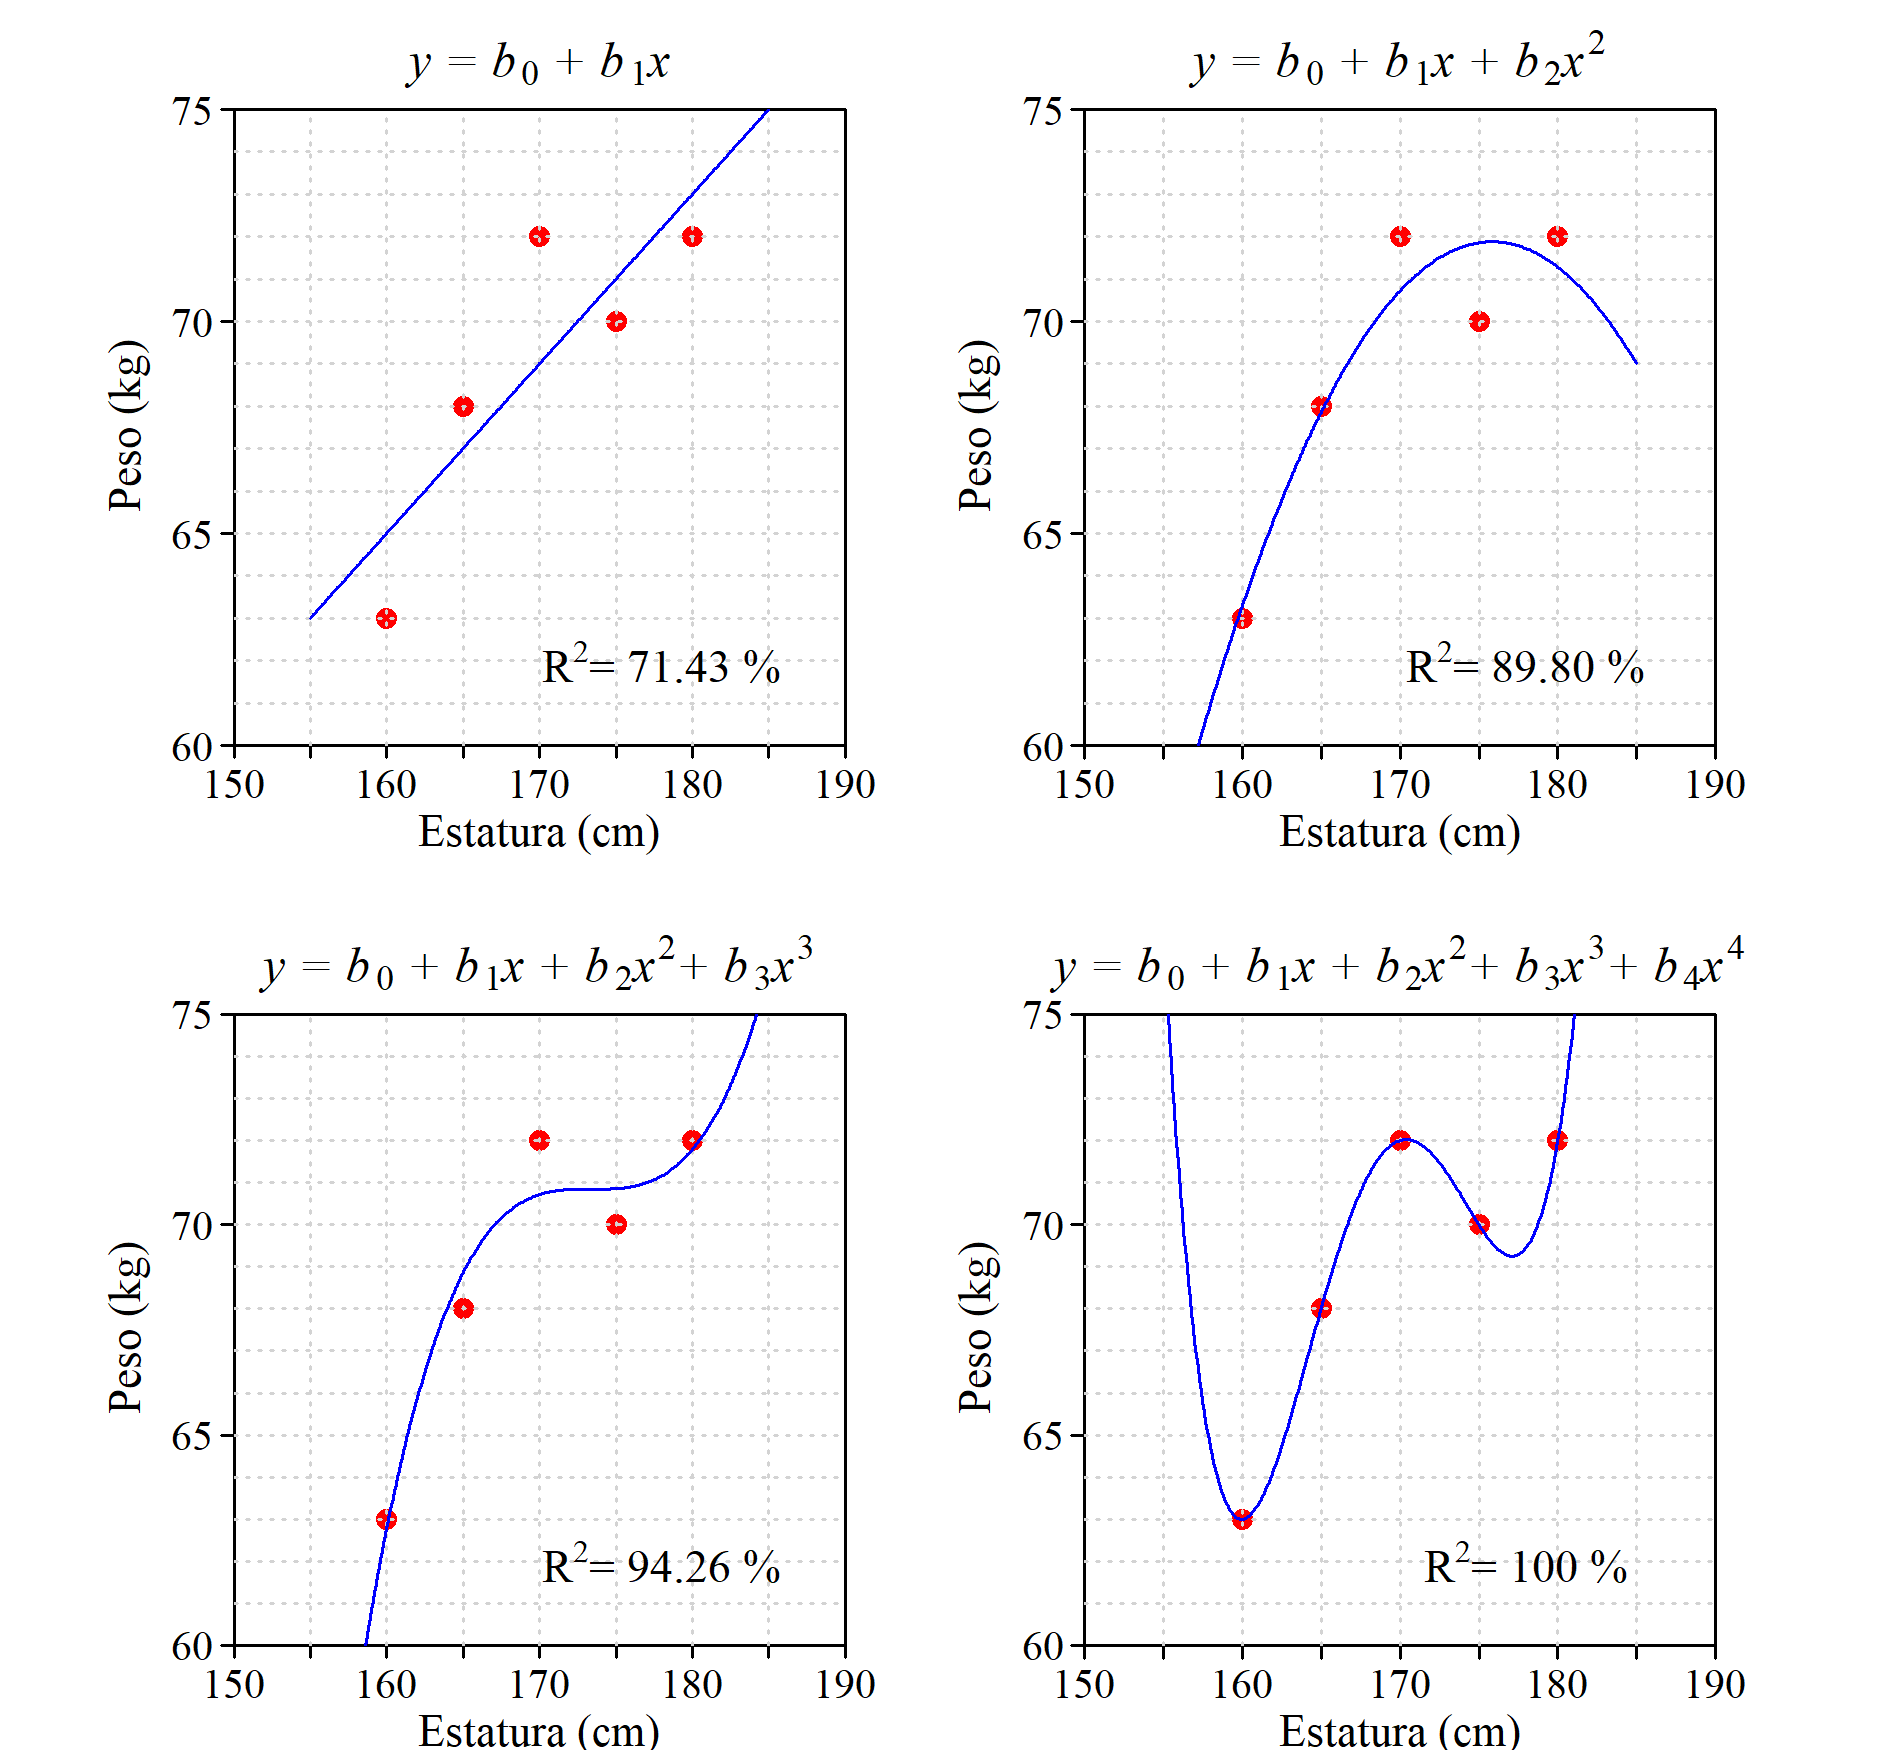 y = b₀ + b₁x
75
70
65
60
Peso (kg)
R²= 71.43 %
150 160 170 180 190
Estatura (cm)
y = b₀ + b₁x + b₂x²
75
70
65
60
Peso (kg)
R²= 89.80 %
150 160 170 180 190
Estatura (cm)
y = b₀ + b₁x + b₂x²+ b₃x³
75
70
65
60
Peso (kg)
R²= 94.26 %
150 160 170 180 190
Estatura (cm)
y = b₀ + b₁x + b₂x²+ b₃x³+ b₄x⁴
75
70
65
60
Peso (kg)
R²= 100 %
150 160 170 180 190
Estatura (cm)